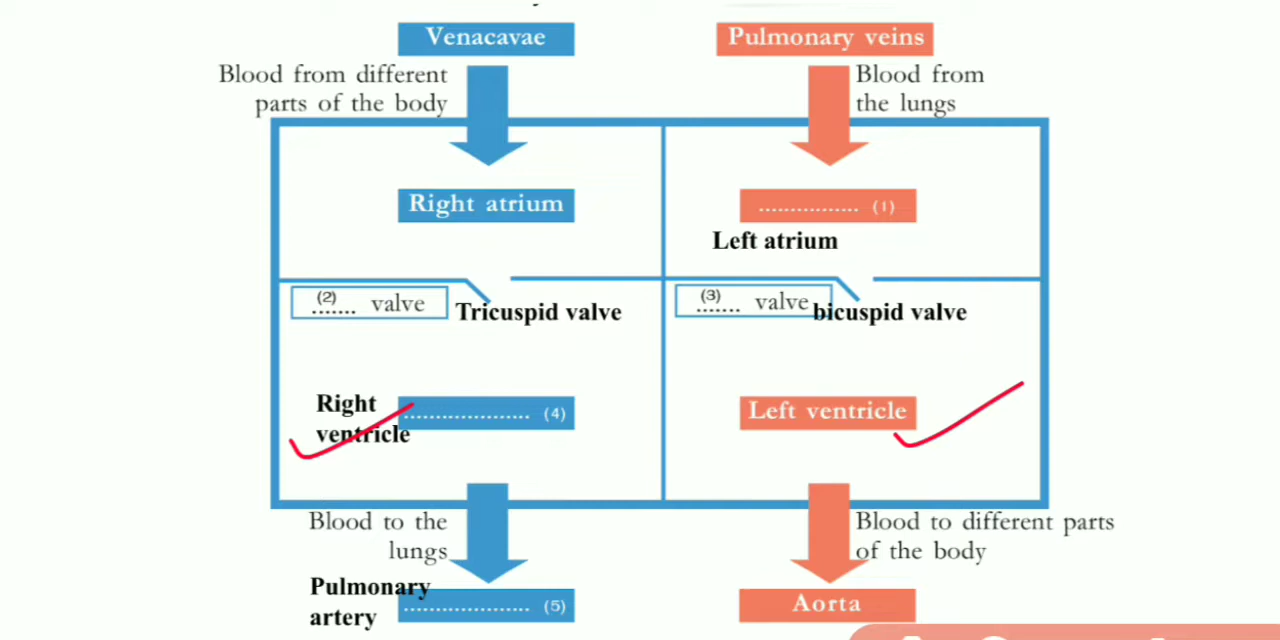 Venacavae
Pulmonary veins
Blood from different
parts of the body
Blood from
the lungs
Right atrium
................ (1)
Left atrium
(2)
....... valve
Tricuspid valve
(3)
....... valve
bicuspid valve
Right
ventricle
.................... (4)
Left ventricle
Blood to the
lungs
Blood to different parts
of the body
Pulmonary
artery
.................... (5)
Aorta